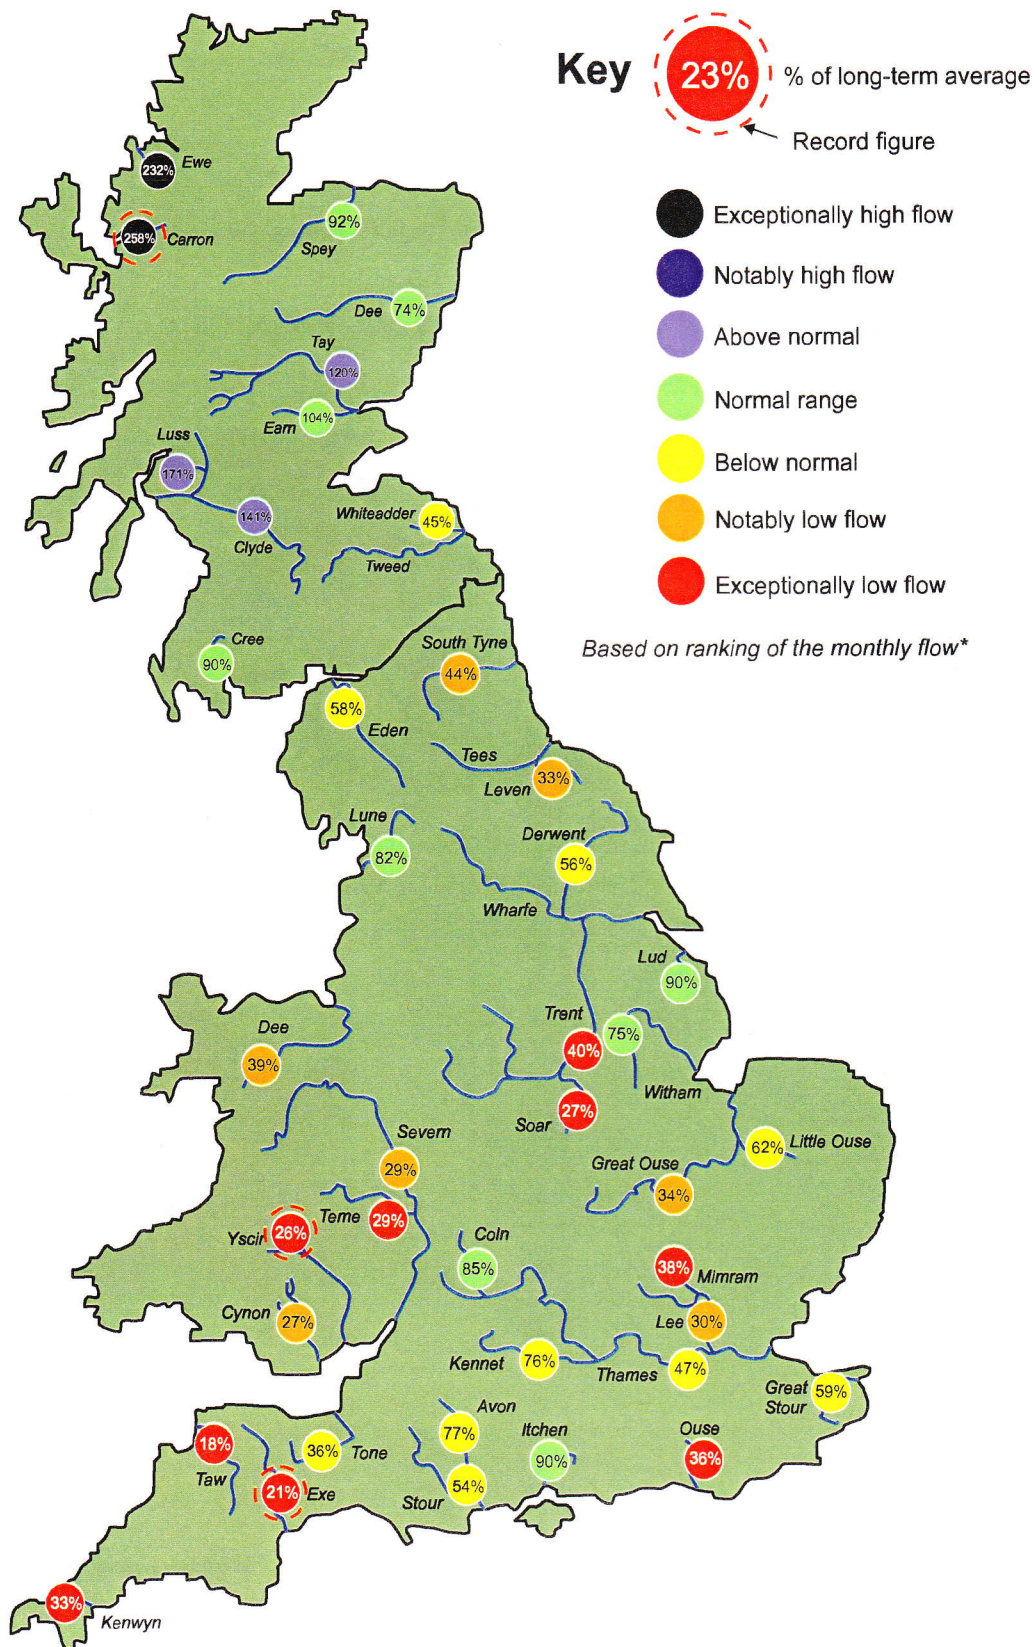 Key
23%
% of long-term average
Record figure
Exceptionally high flow
Notably high flow
Above normal
Normal range
Below normal
Notably low flow
Exceptionally low flow
Based on ranking of the monthly flow*
Ewe
232%
Carron
258%
Spey
92%
Dee
74%
Tay
120%
Earn
104%
Luss
171%
Clyde
141%
Whiteadder
45%
Tweed
Cree
90%
South Tyne
44%
Eden
58%
Tees
Leven
33%
Lune
82%
Derwent
56%
Wharfe
Lud
90%
Trent
40%
75%
Witham
Dee
39%
Soar
27%
Severn
29%
Little Ouse
62%
Great Ouse
34%
Teme
29%
Yscir
26%
Coln
85%
Mimram
38%
Cynon
27%
Lee
30%
Kennet
76%
Thames
47%
Great
Stour
59%
Avon
77%
Itchen
90%
Ouse
36%
Taw
18%
Tone
36%
Stour
54%
Exe
21%
Kenwyn
33%